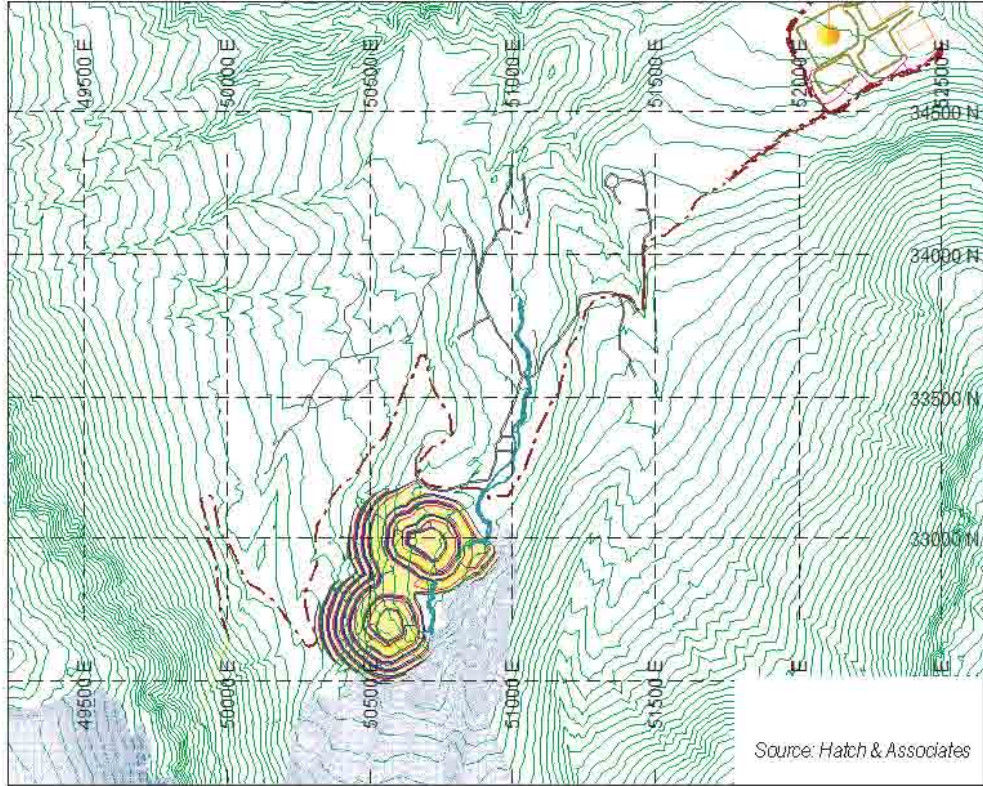 49500 E
50000 E
50500 E
51000 E
51500 E
52000 E
52500 E
34500 N
34000 N
33500 N
33000 N
49500 E
50000 E
50500 E
51000 E
51500 E
Source: Hatch & Associates